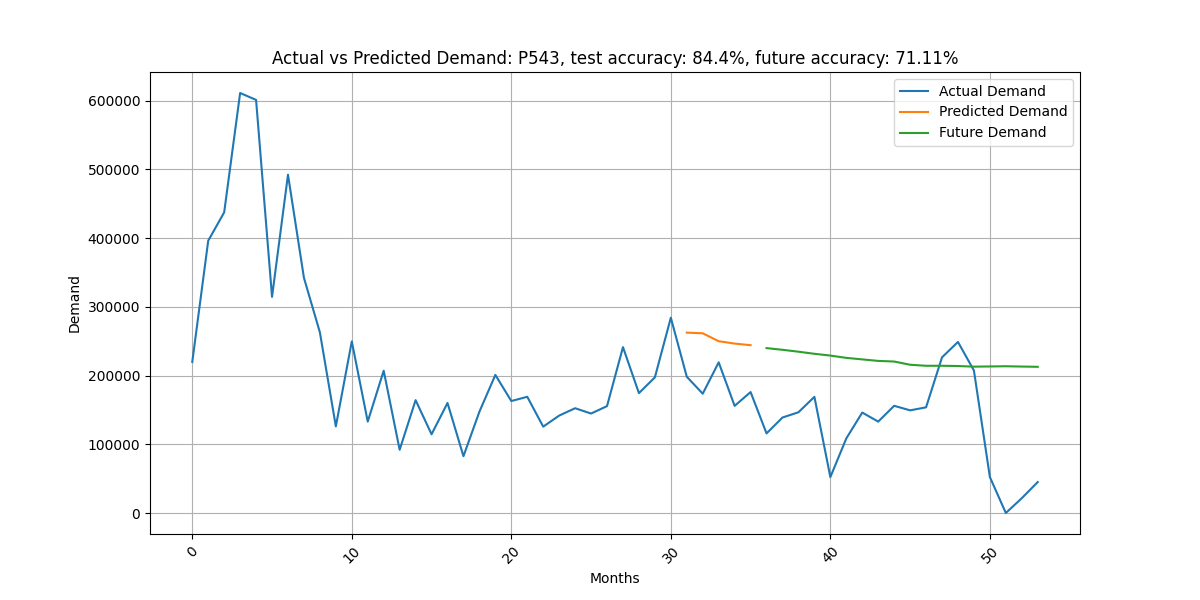 Actual vs Predicted Demand: P543, test accuracy: 84.4%, future accuracy: 71.11%
Actual Demand
Predicted Demand
Future Demand
600000
500000
400000
300000
200000
100000
0
Demand
0 10 20 30 40 50
Months